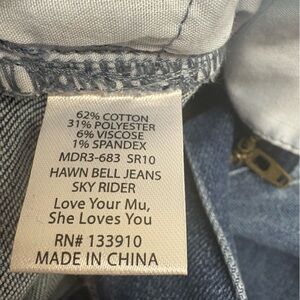 62% COTTON
31% POLYESTER
6% VISCOSE
1% SPANDEX
MDR3-683 SR10
HAWN BELL JEANS
SKY RIDER
Love Your Mu,
She Loves You
RN# 133910
MADE IN CHINA